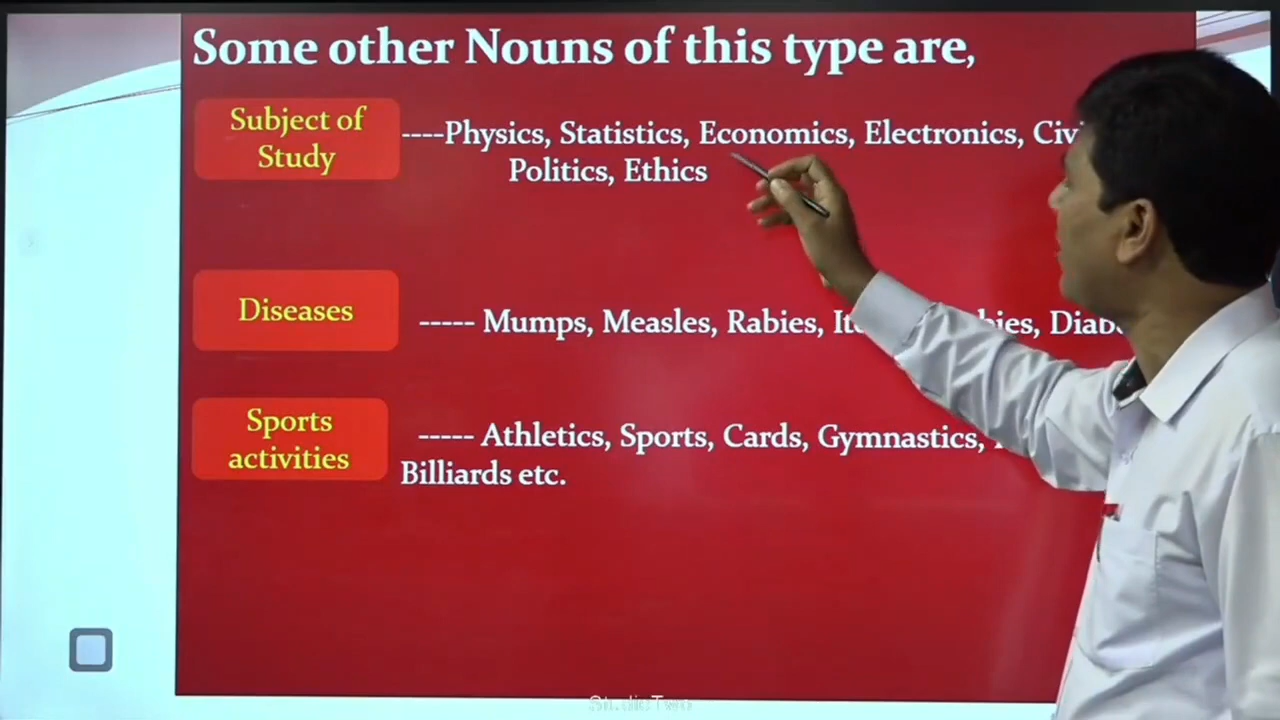 Some other Nouns of this type are,
Subject of
Study
----Physics, Statistics, Economics, Electronics,
Politics, Ethics
Diseases
----- Mumps, Measles, Rabies,
Sports
activities
----- Athletics, Sports, Cards, Gymnastics,
Billiards etc.